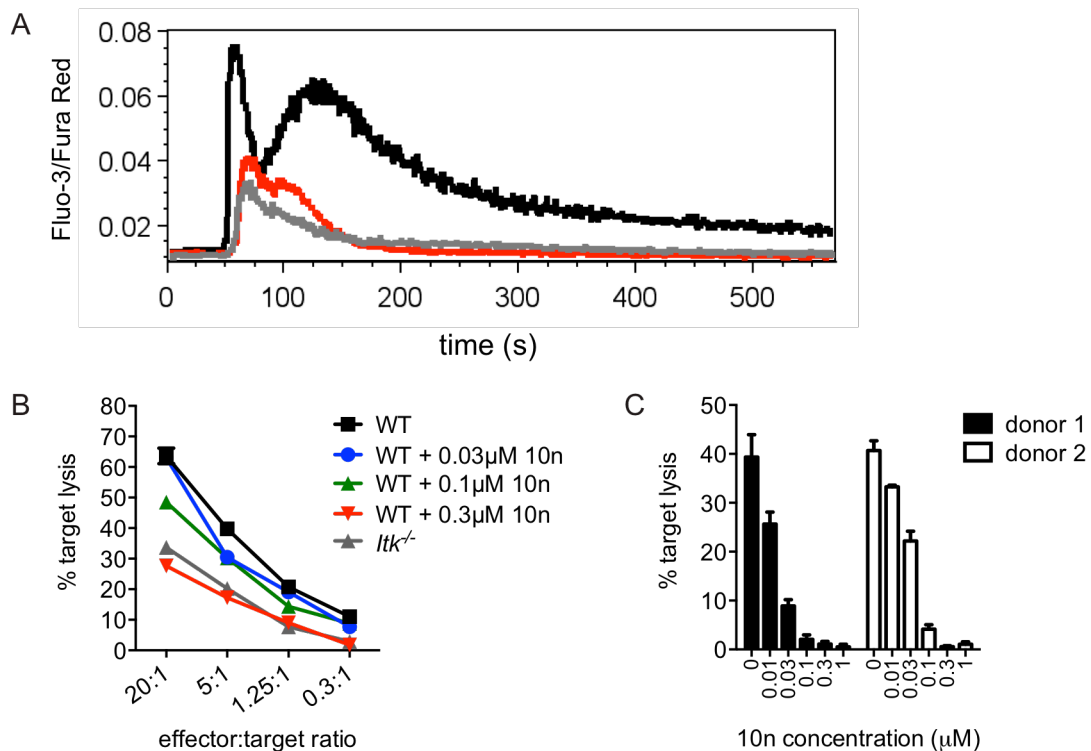 A
Fluo-3/Fura Red
0.08
0.06
0.04
0.02
0 100 200 300 400 500
time (s)
B
% target lysis
80
70
60
50
40
30
20
10
0
20:1 5:1 1.25:1 0.3:1
effector:target ratio
WT
WT + 0.03µM 10n
WT + 0.1µM 10n
WT + 0.3µM 10n
Itk-/-
C
% target lysis
50
40
30
20
10
0
0 0.01 0.03 0.1 0.3 1 0 0.01 0.03 0.1 0.3 1
10n concentration (µM)
donor 1
donor 2